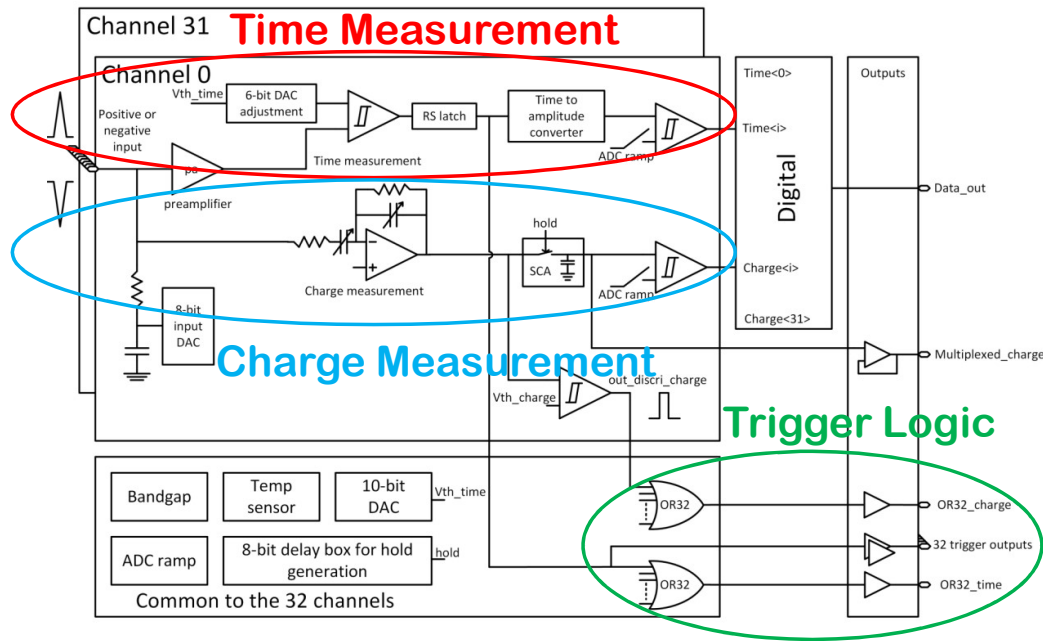 Channel 31
Time Measurement
Channel 0
Time<0>
Outputs
Vth_time
6-bit DAC
adjustment
RS latch
Time to
amplitude
converter
Positive or
negative
input
Time<i>
ADC ramp
Time measurement
pa
preamplifier
Digital
Data_out
hold
SCA
Charge<i>
ADC ramp
Charge measurement
8-bit
input
DAC
Charge<31>
Charge Measurement
Multiplexed_charge
out_discri_charge
Vth_charge
Trigger Logic
Bandgap
Temp
sensor
10-bit
DAC
Vth_time
OR32
OR32_charge
ADC ramp
8-bit delay box for hold
generation
hold
32 trigger outputs
OR32
OR32_time
Common to the 32 channels